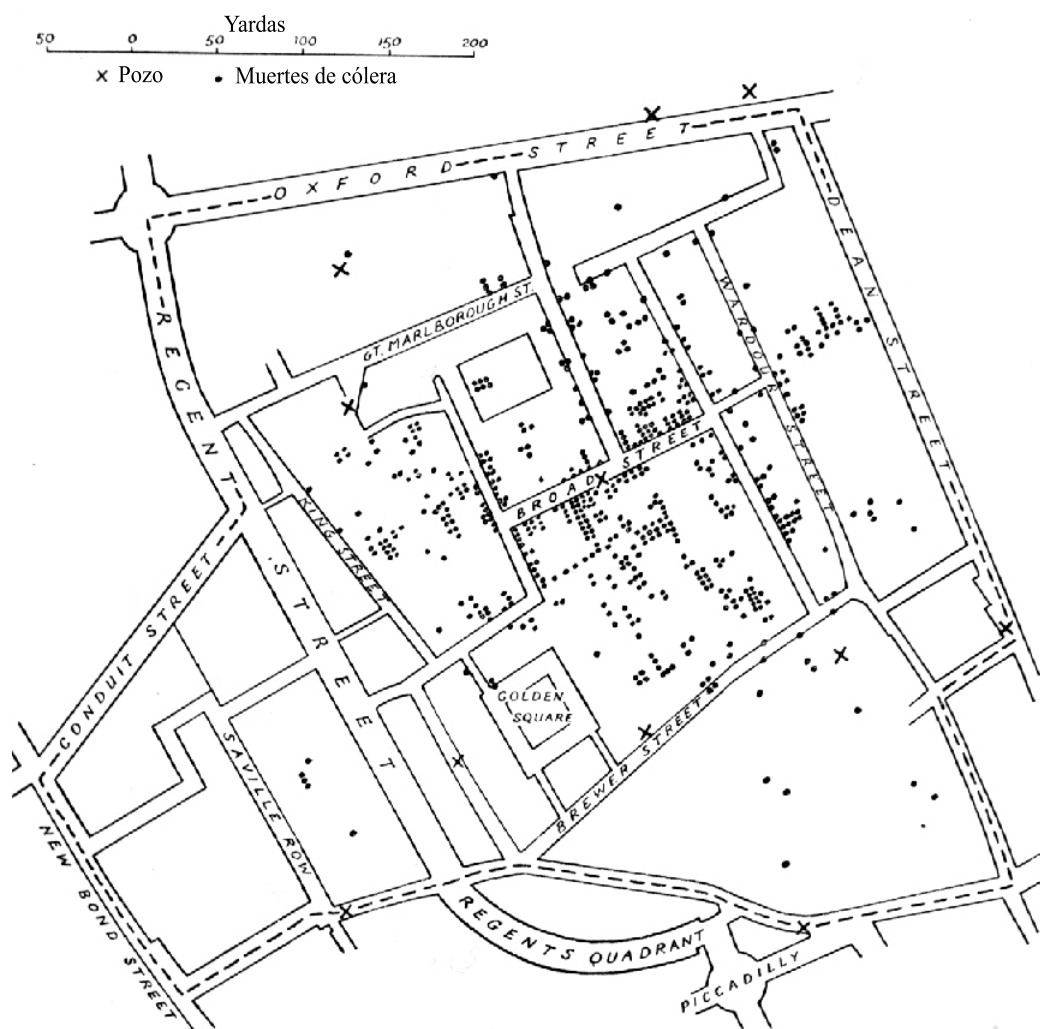 Yardas
50 0 50 100 150 200
x Pozo • Muertes de cólera
OXFORD STREET
DEAN STREET
REGENT'S STREET
GT. MARLBOROUGH ST.
WARDOUR STREET
BROAD STREET
KING STREET
CONDUIT STREET
GOLDEN
SQUARE
SAVILLE ROW
BREWER STREET
NEW BOND STREET
REGENTS QUADRANT
PICCADILLY